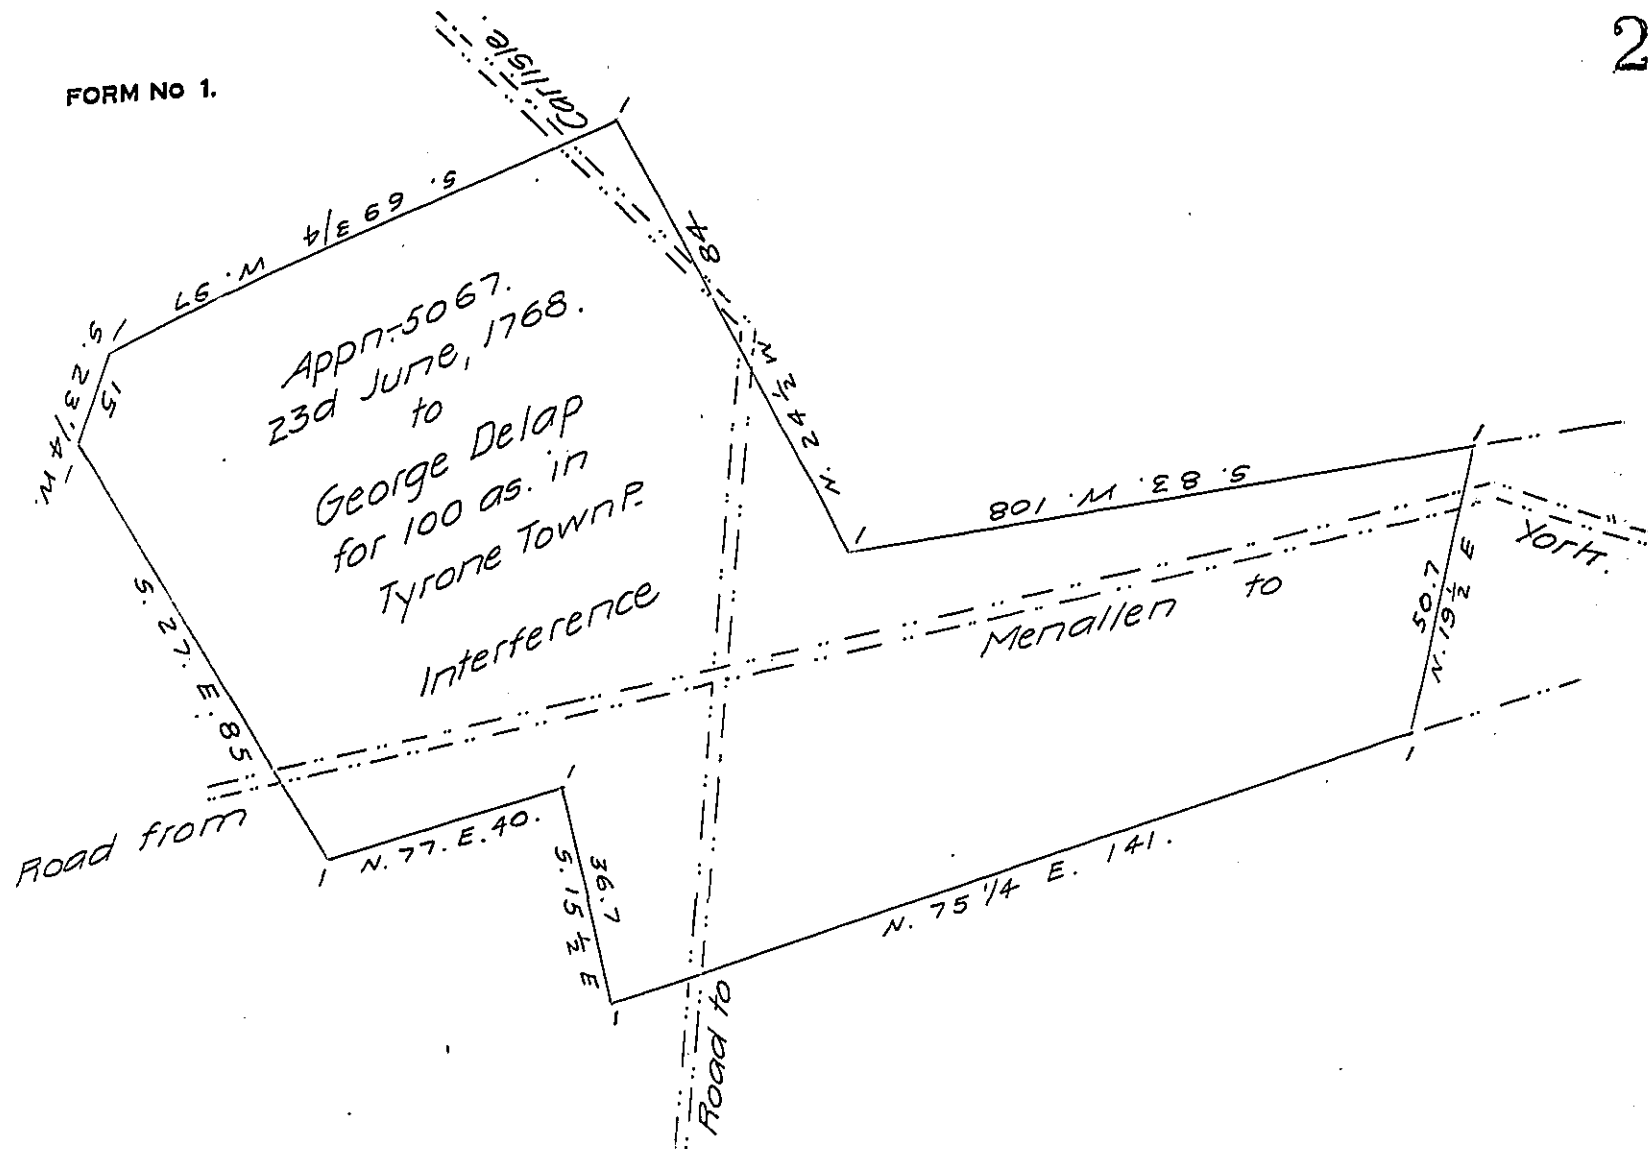 2
FORM No 1.
Carlisle.
S. 69 3/4 W. 97
84
N. 24 1/2 W
S. 23 1/4 W.
15
Appn-5067.
23d June, 1768.
to
George Delap
for 100 as. in
Tyrone Townp.
Interference
S. 83. W. 108
York.
Menallen to
50.7
N. 19 1/2 E
S. 27. E. 85
Road from
N. 77. E. 40.
36.7
S. 15 1/2 E
N. 75 1/4 E. 141.
Road to